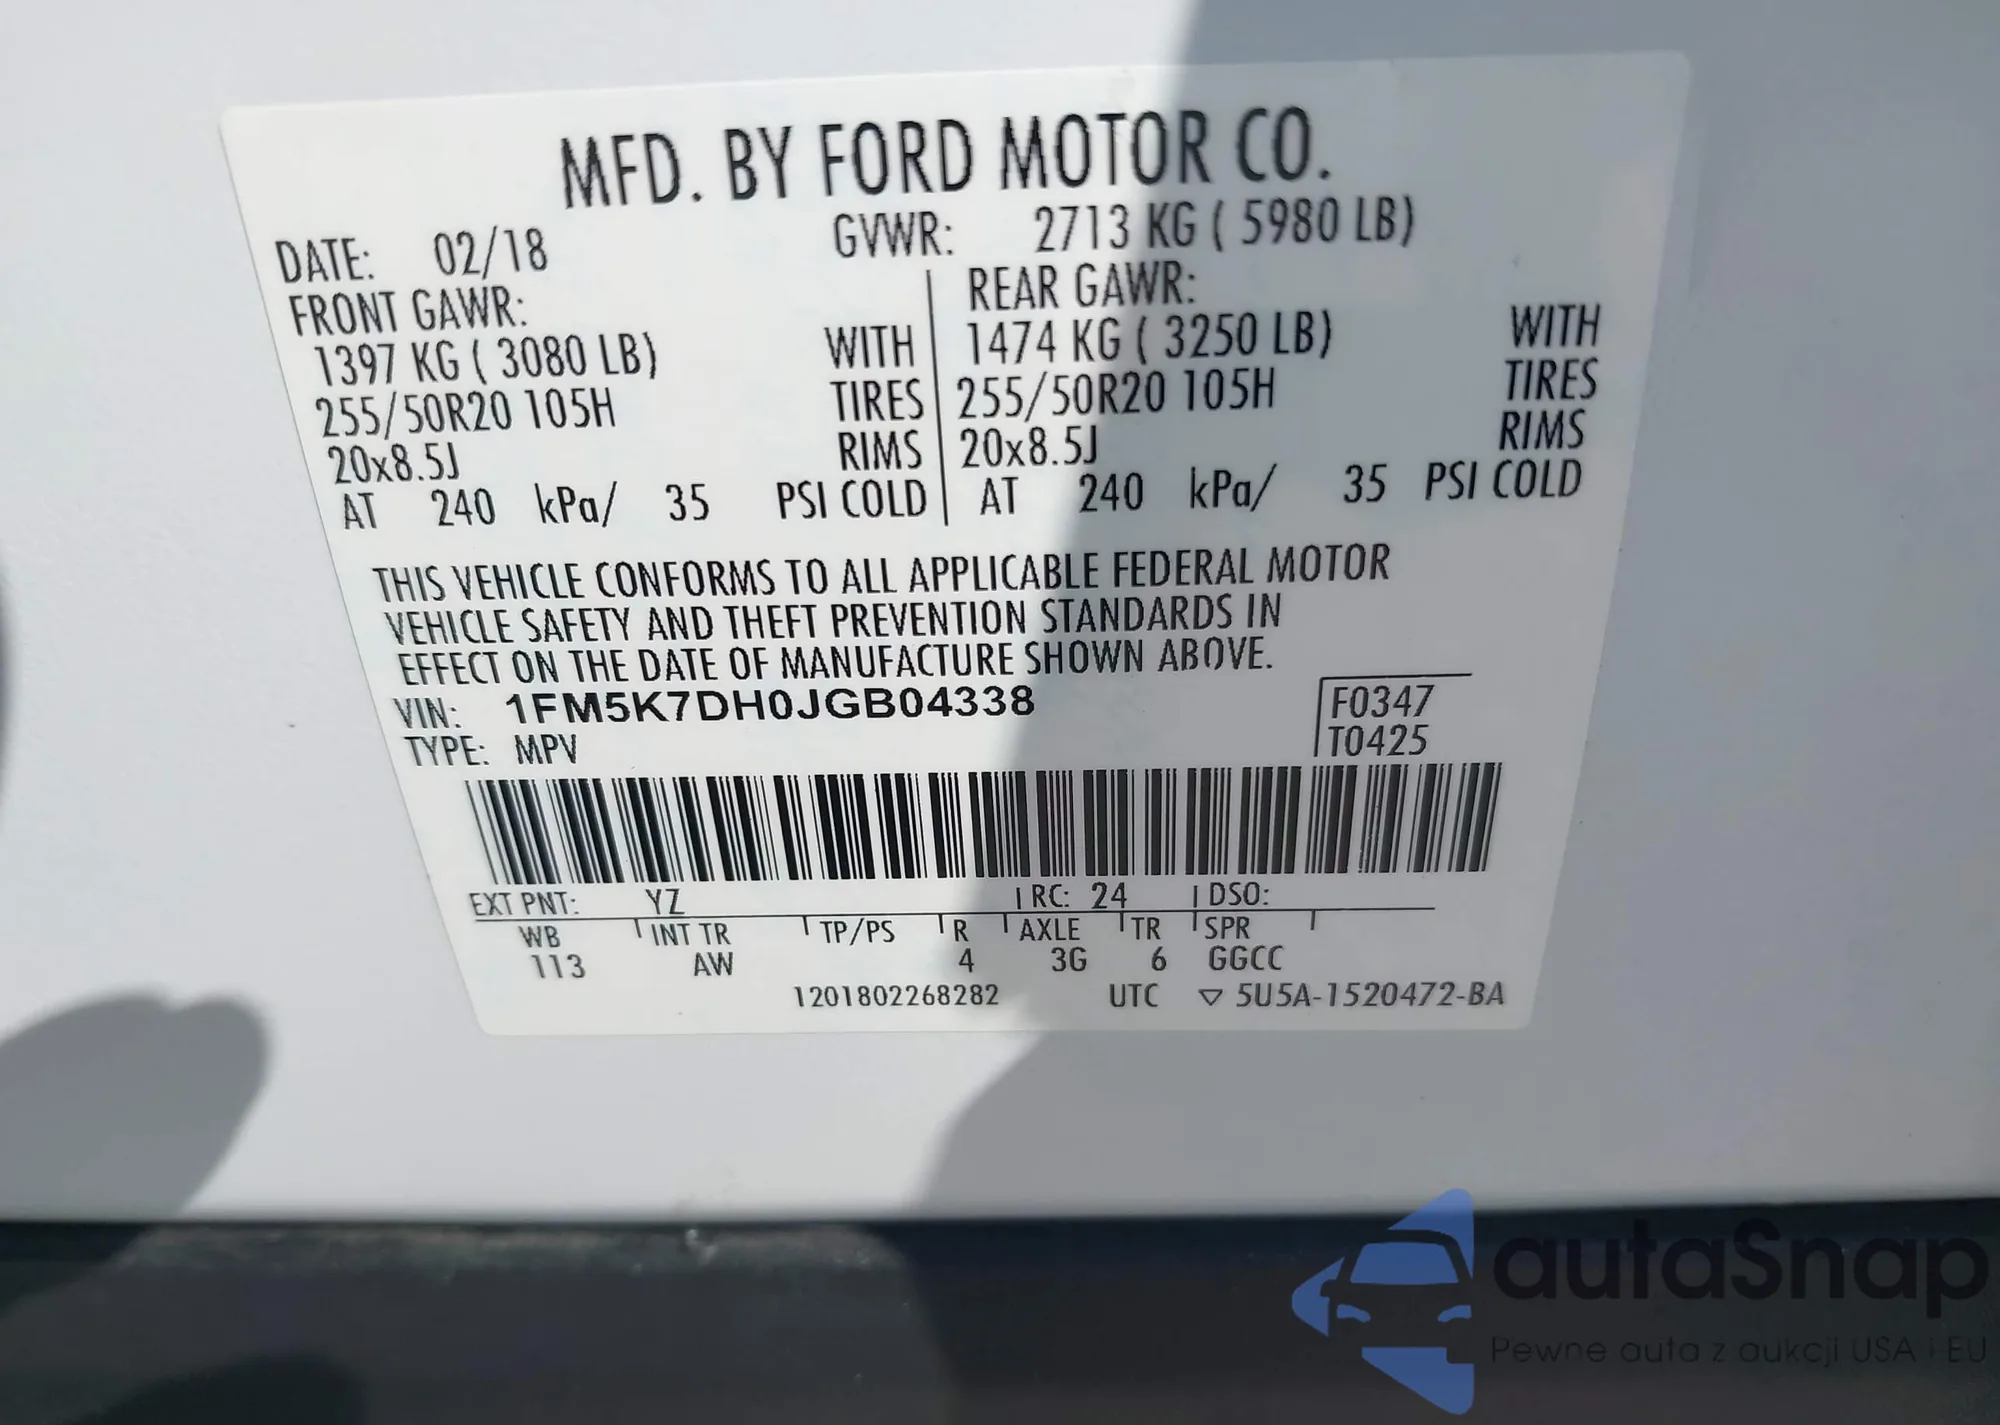 MFD. BY FORD MOTOR CO.
DATE: 02/18 GVWR: 2713 KG ( 5980 LB)
FRONT GAWR: REAR GAWR:
1397 KG ( 3080 LB) WITH 1474 KG ( 3250 LB) WITH
255/50R20 105H TIRES 255/50R20 105H TIRES
20x8.5J RIMS 20x8.5J RIMS
AT 240 kPa/ 35 PSI COLD AT 240 kPa/ 35 PSI COLD
THIS VEHICLE CONFORMS TO ALL APPLICABLE FEDERAL MOTOR
VEHICLE SAFETY AND THEFT PREVENTION STANDARDS IN
EFFECT ON THE DATE OF MANUFACTURE SHOWN ABOVE.
VIN: 1FM5K7DH0JGB04338 F0347
TYPE: MPV T0425
EXT PNT: YZ RC: 24 DSO:
WB INT TR TP/PS R AXLE TR SPR
113 AW 4 3G 6 GGCC
1201802268282 UTC ▽ 5U5A-1520472-BA
autaSnap
Pewne auta z aukcji USA i EU